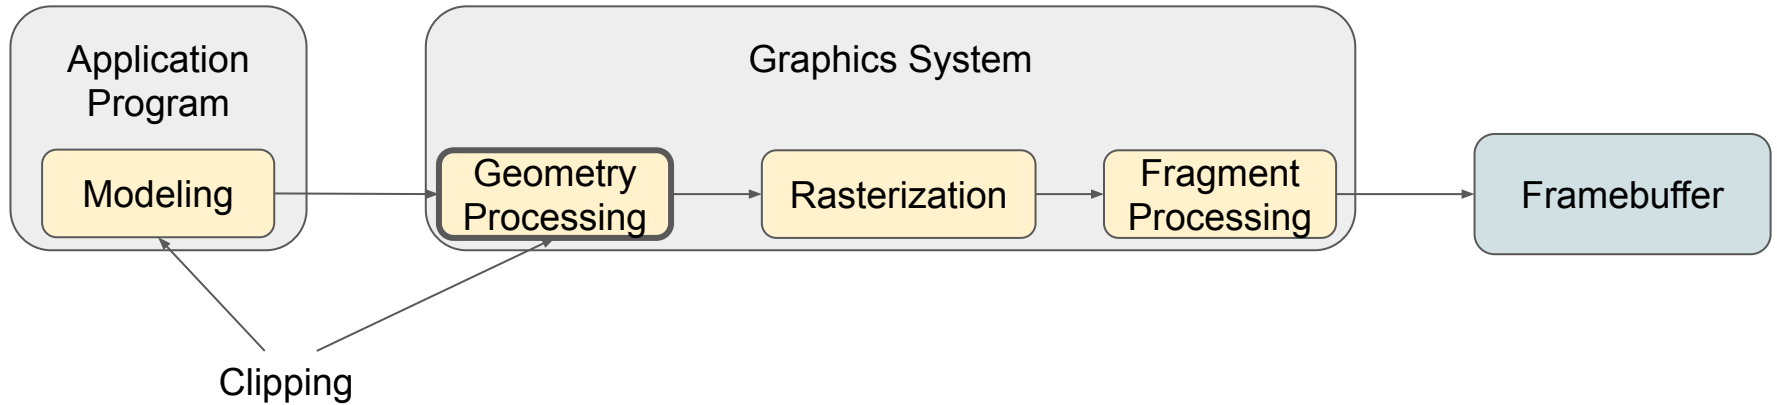 Application
Program
Graphics System
Modeling
Geometry
Processing
Rasterization
Fragment
Processing
Framebuffer
Clipping